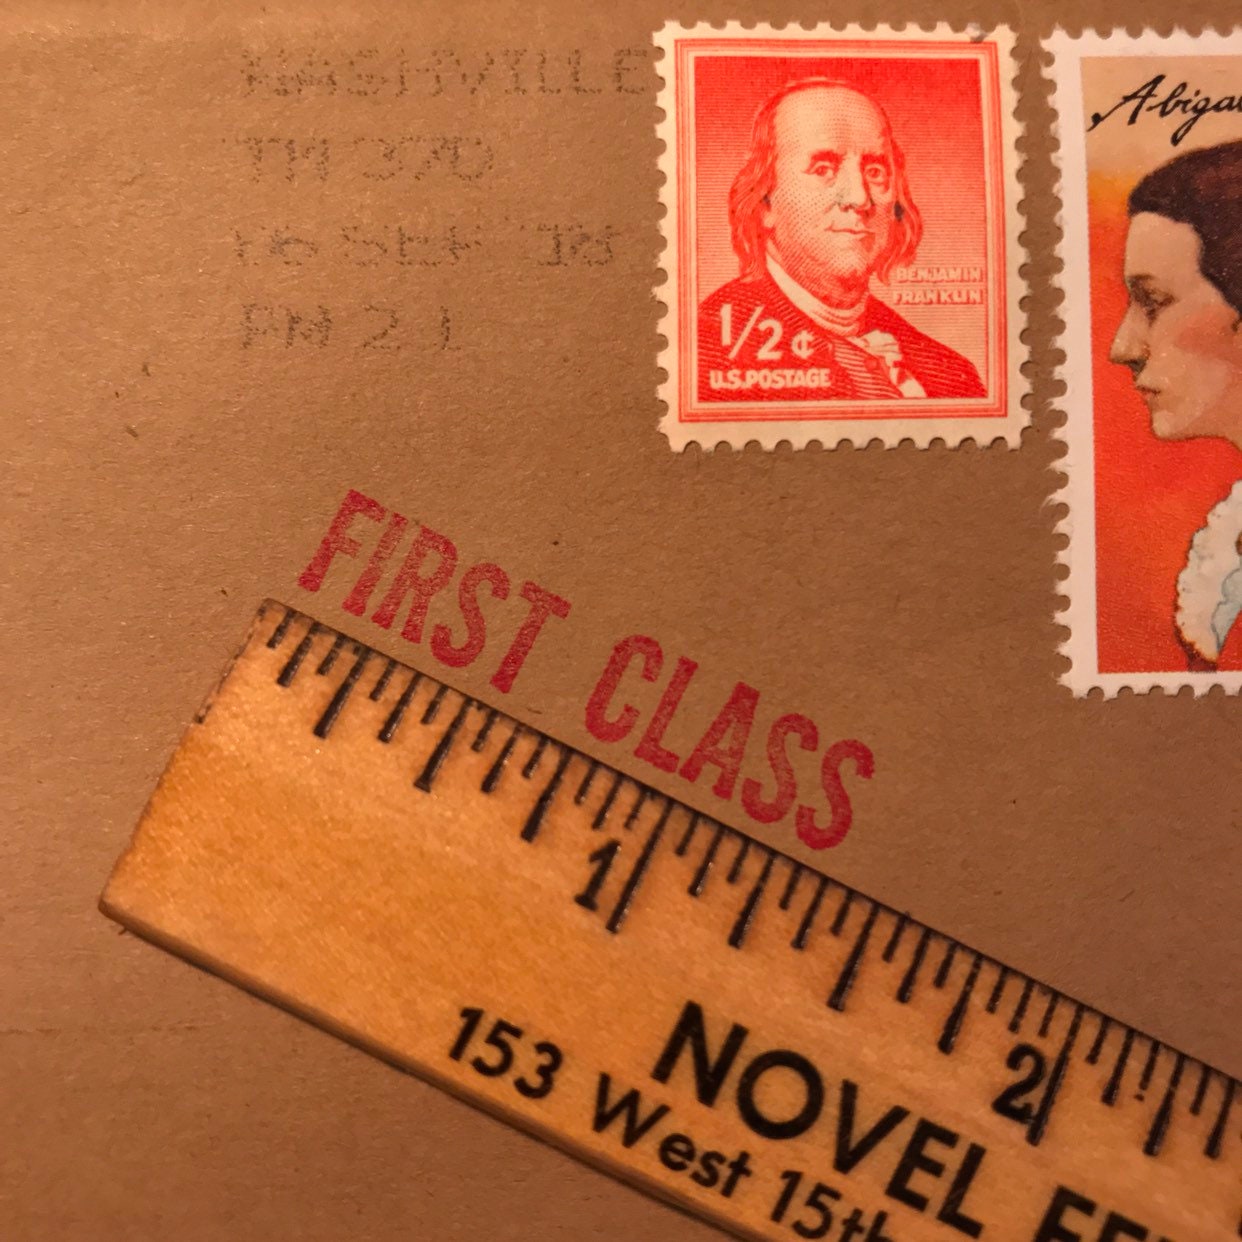 NASHVILLE
TN 370
06 SEP '18
PM 2 L
BENJAMIN
FRANKLIN
1/2 ¢
U.S. POSTAGE
Abigai
FIRST CLASS
1 2
NOVEL
153 West 15th